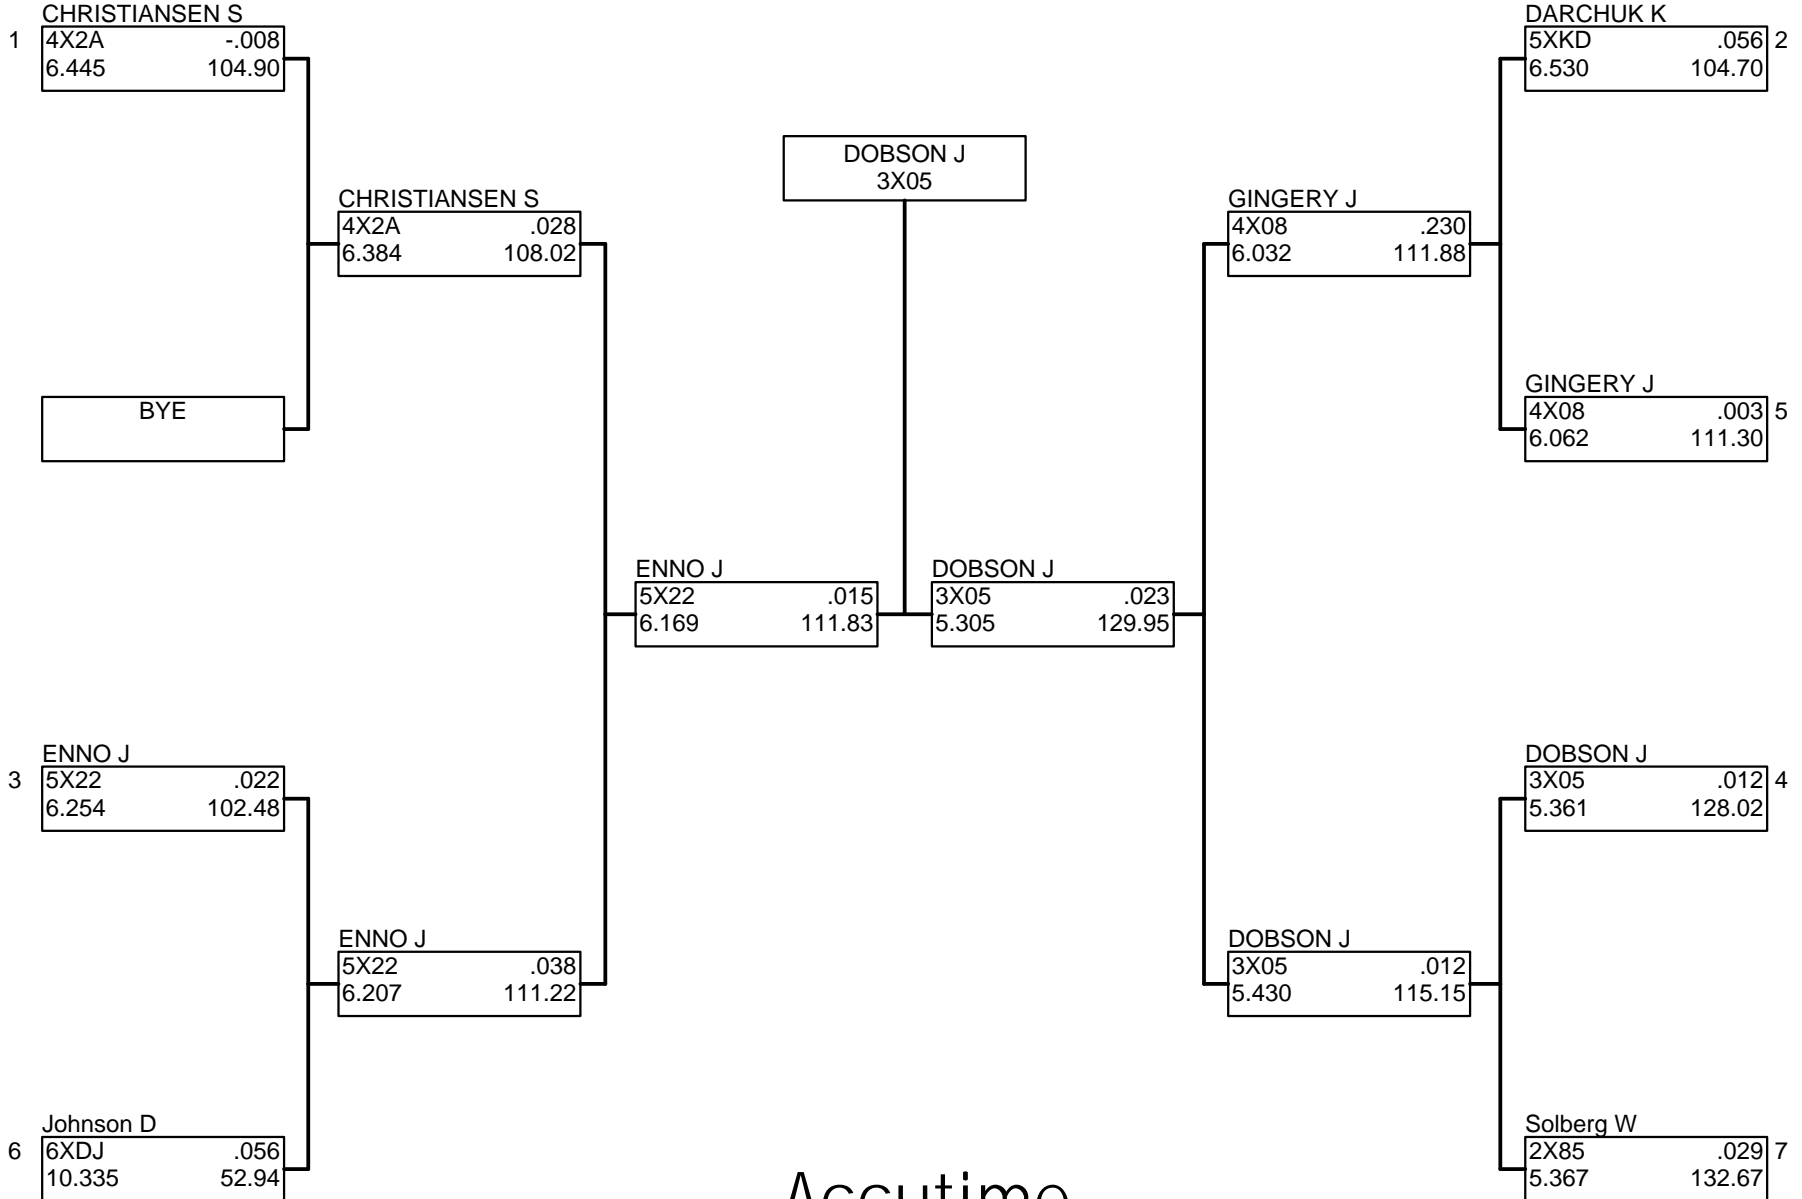 CHRISTIANSEN S
1 4X2A -.008
6.445 104.90
BYE
CHRISTIANSEN S
4X2A .028
6.384 108.02
ENNO J
3 5X22 .022
6.254 102.48
ENNO J
5X22 .038
6.207 111.22
Johnson D
6 6XDJ .056
10.335 52.94
ENNO J
5X22 .015
6.169 111.83
DOBSON J
3X05
DOBSON J
3X05 .023
5.305 129.95
GINGERY J
4X08 .230
6.032 111.88
DOBSON J
3X05 .012
5.430 115.15
DARCHUK K
5XKD .056 2
6.530 104.70
GINGERY J
4X08 .003 5
6.062 111.30
DOBSON J
3X05 .012 4
5.361 128.02
Solberg W
2X85 .029 7
5.367 132.67
Accutime